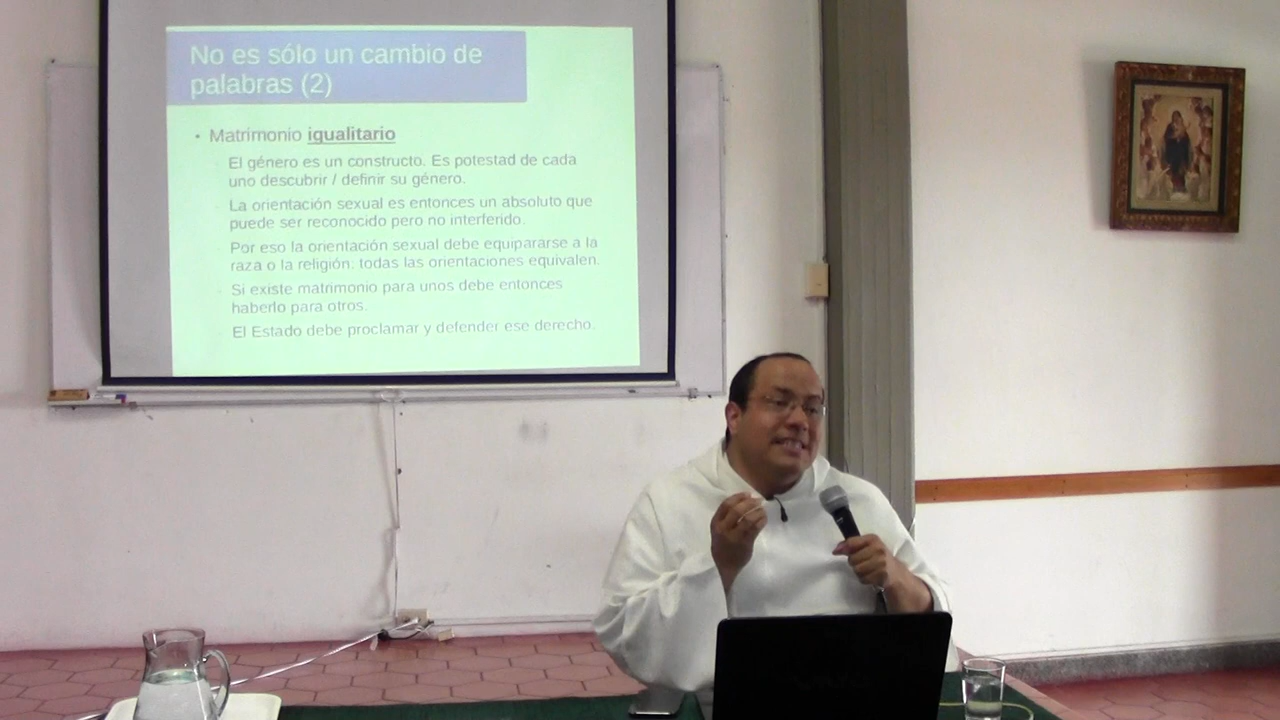 No es sólo un cambio de
palabras (2)
• Matrimonio igualitario
El género es un constructo. Es potestad de cada
uno descubrir / definir su género.
La orientación sexual es entonces un absoluto que
puede ser reconocido pero no interferido.
Por eso la orientación sexual debe equipararse a la
raza o la religión: todas las orientaciones equivalen.
Si existe matrimonio para unos debe entonces
haberlo para otros.
El Estado debe proclamar y defender ese derecho.